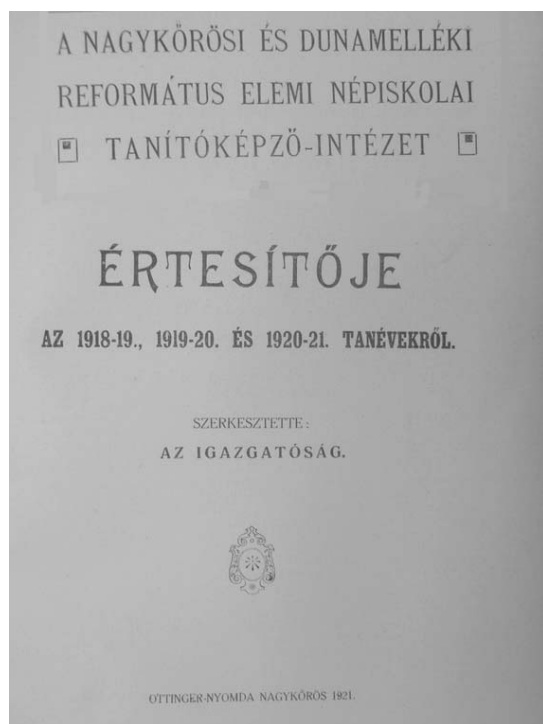 A NAGYKŐRÖSI ÉS DUNAMELLÉKI
REFORMÁTUS ELEMI NÉPISKOLAI
TANÍTÓKÉPZŐ-INTÉZET
ÉRTESÍTŐJE
AZ 1918-19., 1919-20. ÉS 1920-21. TANÉVEKRŐL.
SZERKESZTETTE:
AZ IGAZGATÓSÁG.
OTTINGER-NYOMDA NAGYKŐRÖS 1921.